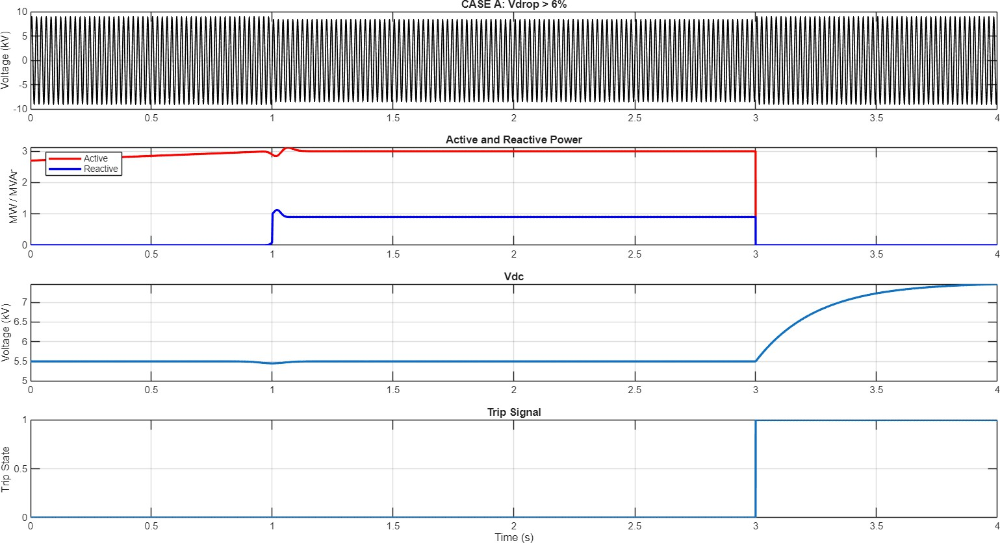 CASE A: Vdrop > 6%
Voltage (kV)
10
5
0
-5
-10
0 0.5 1 1.5 2 2.5 3 3.5 4
Active and Reactive Power
MW / MVAr
3
2
1
0
Active
Reactive
0 0.5 1 1.5 2 2.5 3 3.5 4
Vdc
Voltage (kV)
7
6.5
6
5.5
5
0 0.5 1 1.5 2 2.5 3 3.5 4
Trip Signal
Trip State
1
0.5
0
0 0.5 1 1.5 2 2.5 3 3.5 4
Time (s)